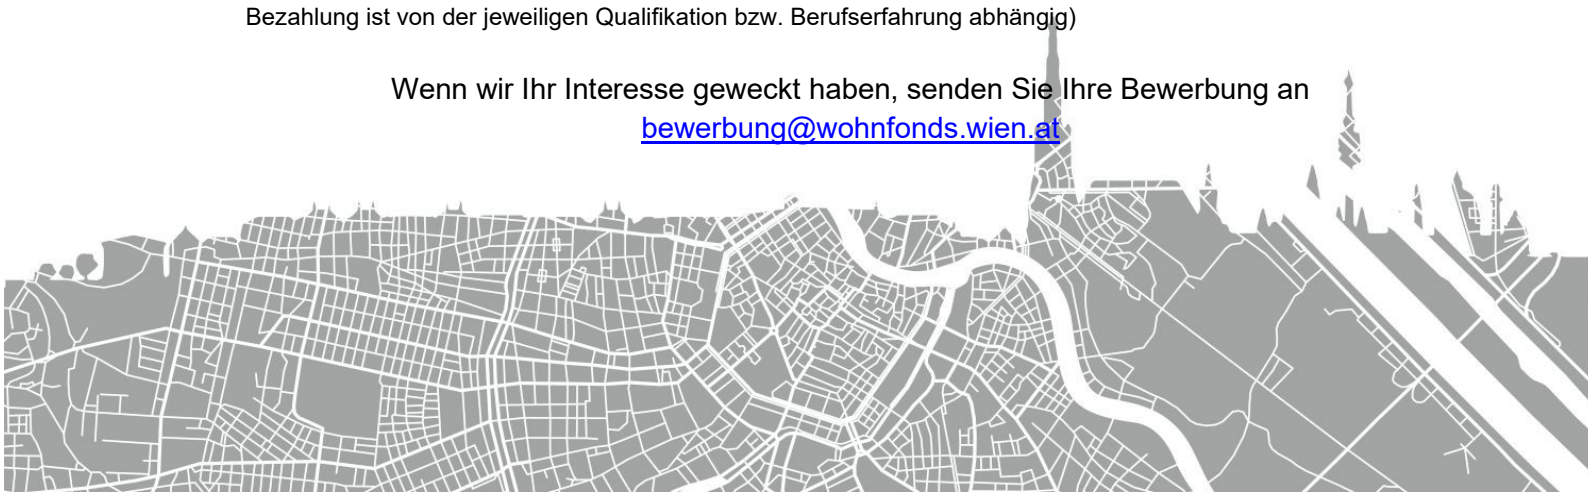 Bezahlung ist von der jeweiligen Qualifikation bzw. Berufserfahrung abhängig)
Wenn wir Ihr Interesse geweckt haben, senden Sie Ihre Bewerbung an
bewerbung@wohnfonds.wien.at